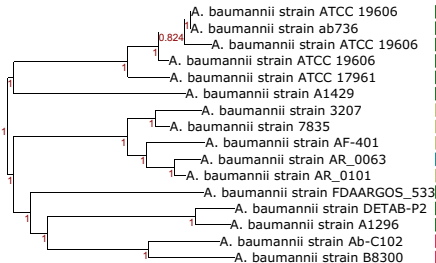 A. baumannii strain ATCC 19606
A. baumannii strain ab736
0.824
1
A. baumannii strain ATCC 19606
1
A. baumannii strain ATCC 19606
1
A. baumannii strain ATCC 17961
1
A. baumannii strain A1429
A. baumannii strain 3207
1
A. baumannii strain 7835
1
1
A. baumannii strain AF-401
1
A. baumannii strain AR_0063
1
1
A. baumannii strain AR_0101
A. baumannii strain FDAARGOS_533
1
A. baumannii strain DETAB-P2
1
A. baumannii strain A1296
1
A. baumannii strain Ab-C102
1
A. baumannii strain B8300